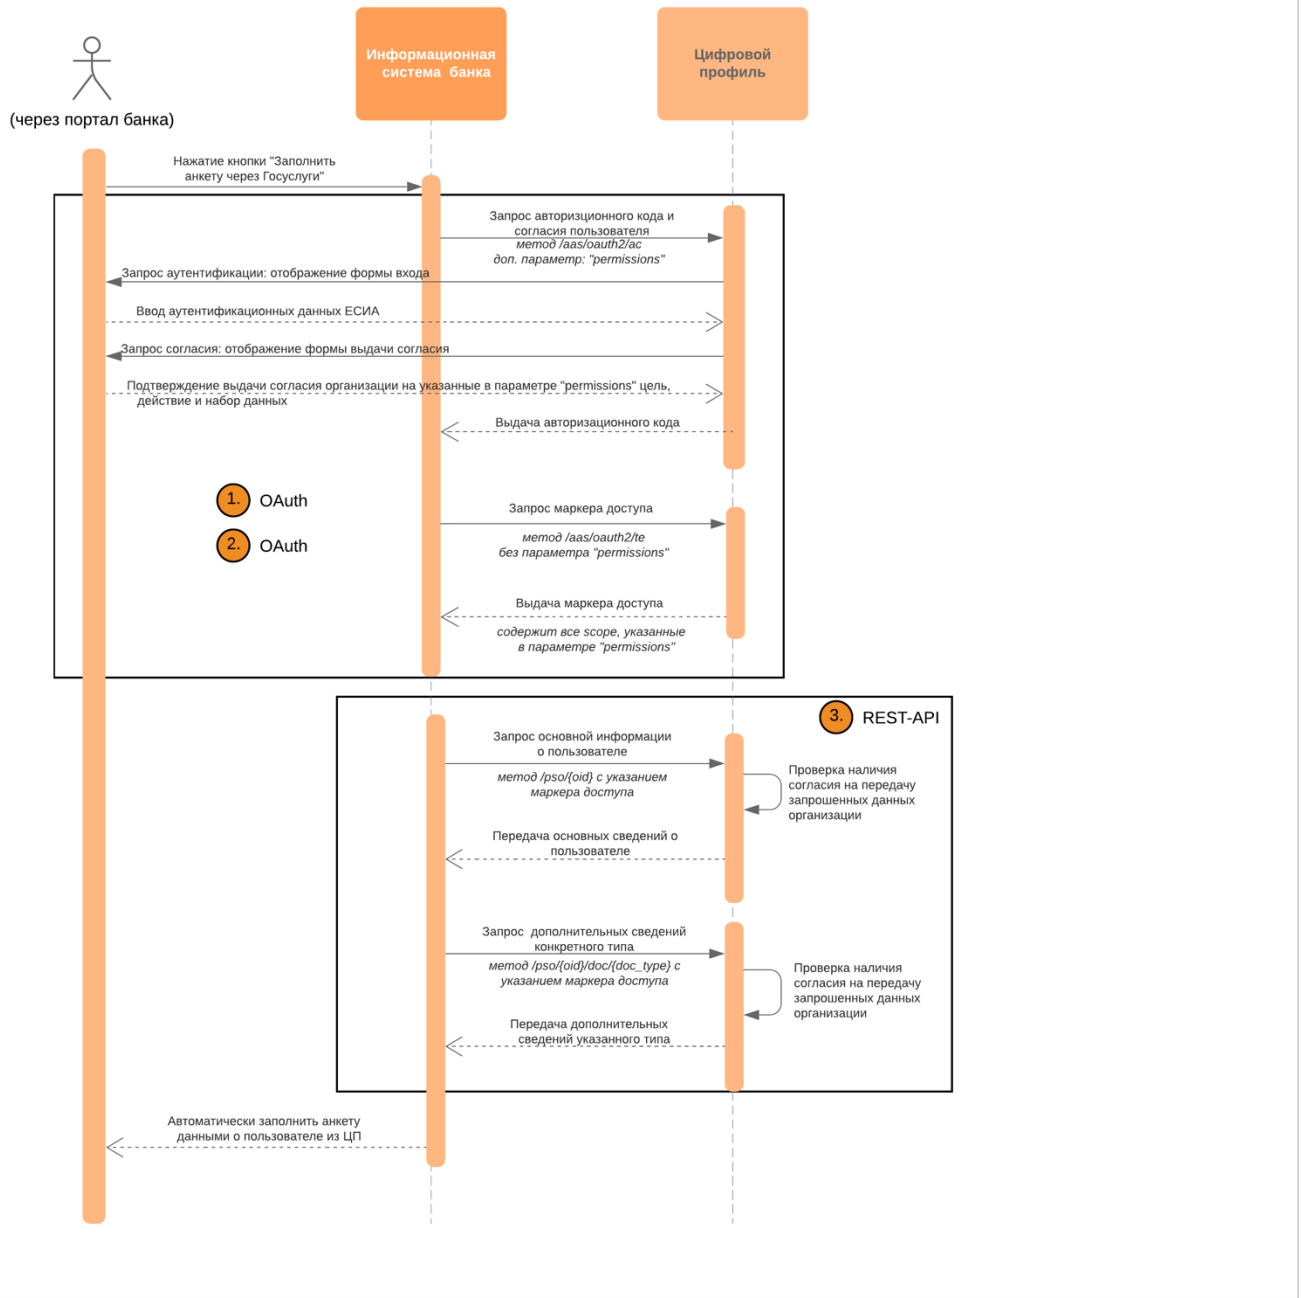 Информационная
система банка
Цифровой
профиль
(через портал банка)
Нажатие кнопки "Заполнить
анкету через Госуслуги"
Запрос авторизционного кода и
согласия пользователя
метод /aas/oauth2/ac
доп. параметр: "permissions"
Запрос аутентификации: отображение формы входа
Ввод аутентификационных данных ЕСИА
Запрос согласия: отображение формы выдачи согласия
Подтверждение выдачи согласия организации на указанные в параметре "permissions" цель,
действие и набор данных
Выдача авторизационного кода
1. OAuth
2. OAuth
Запрос маркера доступа
метод /aas/oauth2/te
без параметра "permissions"
Выдача маркера доступа
содержит все scope, указанные
в параметре "permissions"
3. REST-API
Запрос основной информации
о пользователе
метод /pso/{oid} с указанием
маркера доступа
Проверка наличия
согласия на передачу
запрошенных данных
организации
Передача основных сведений о
пользователе
Запрос дополнительных сведений
конкретного типа
метод /pso/{oid}/doc/{doc_type} с
указанием маркера доступа
Проверка наличия
согласия на передачу
запрошенных данных
организации
Передача дополнительных
сведений указанного типа
Автоматически заполнить анкету
данными о пользователе из ЦП